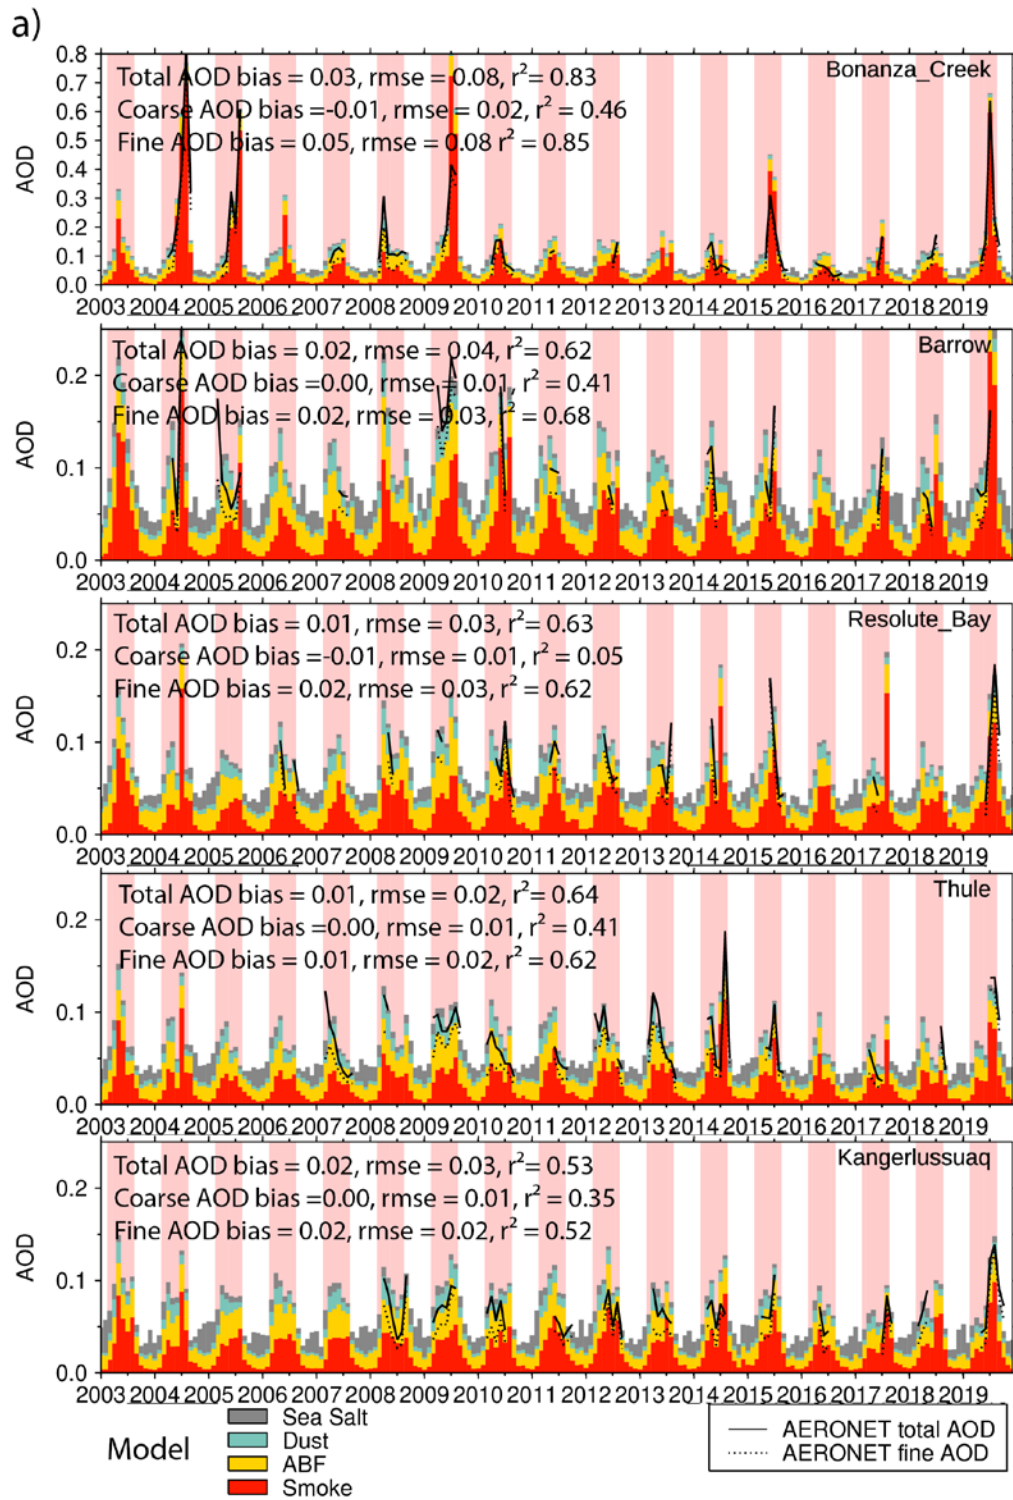 a)
Total AOD bias = 0.03, rmse = 0.08, r²= 0.83
Bonanza_Creek
Coarse AOD bias =-0.01, rmse = 0.02, r² = 0.46
Fine AOD bias = 0.05, rmse = 0.08 r² = 0.85
AOD
0.8
0.7
0.6
0.5
0.4
0.3
0.2
0.1
0.0
2003 2004 2005 2006 2007 2008 2009 2010 2011 2012 2013 2014 2015 2016 2017 2018 2019
Total AOD bias = 0.02, rmse = 0.04, r²= 0.62
Barrow
Coarse AOD bias =0.00, rmse = 0.01, r² = 0.41
Fine AOD bias = 0.02, rmse = 0.03, r² = 0.68
AOD
0.2
0.1
0.0
2003 2004 2005 2006 2007 2008 2009 2010 2011 2012 2013 2014 2015 2016 2017 2018 2019
Total AOD bias = 0.01, rmse = 0.03, r²= 0.63
Resolute_Bay
Coarse AOD bias =-0.01, rmse = 0.01, r² = 0.05
Fine AOD bias = 0.02, rmse = 0.03, r² = 0.62
AOD
0.2
0.1
0.0
2003 2004 2005 2006 2007 2008 2009 2010 2011 2012 2013 2014 2015 2016 2017 2018 2019
Total AOD bias = 0.01, rmse = 0.02, r²= 0.64
Thule
Coarse AOD bias =0.00, rmse = 0.01, r² = 0.41
Fine AOD bias = 0.01, rmse = 0.02, r² = 0.62
AOD
0.2
0.1
0.0
2003 2004 2005 2006 2007 2008 2009 2010 2011 2012 2013 2014 2015 2016 2017 2018 2019
Total AOD bias = 0.02, rmse = 0.03, r²= 0.53
Kangerlussuaq
Coarse AOD bias =0.00, rmse = 0.01, r² = 0.35
Fine AOD bias = 0.02, rmse = 0.02, r² = 0.52
AOD
0.2
0.1
0.0
2003 2004 2005 2006 2007 2008 2009 2010 2011 2012 2013 2014 2015 2016 2017 2018 2019
Model
Sea Salt
Dust
ABF
Smoke
AERONET total AOD
AERONET fine AOD